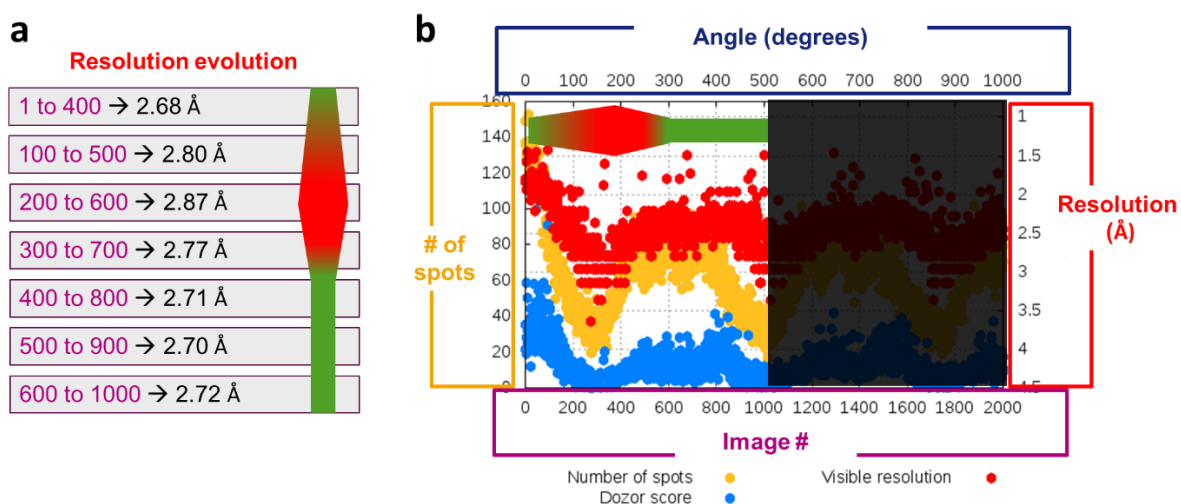 a
Resolution evolution
1 to 400 → 2.68 Å
100 to 500 → 2.80 Å
200 to 600 → 2.87 Å
300 to 700 → 2.77 Å
400 to 800 → 2.71 Å
500 to 900 → 2.70 Å
600 to 1000 → 2.72 Å
b
Angle (degrees)
0 100 200 300 400 500 600 700 800 900 1000
160
140
120
100
80
60
40
20
0
# of
spots
1
1.5
2
2.5
3
3.5
4
4.5
Resolution
(Å)
0 200 400 600 800 1000 1200 1400 1600 1800 2000
Image #
Number of spots
Visible resolution
Dozor score